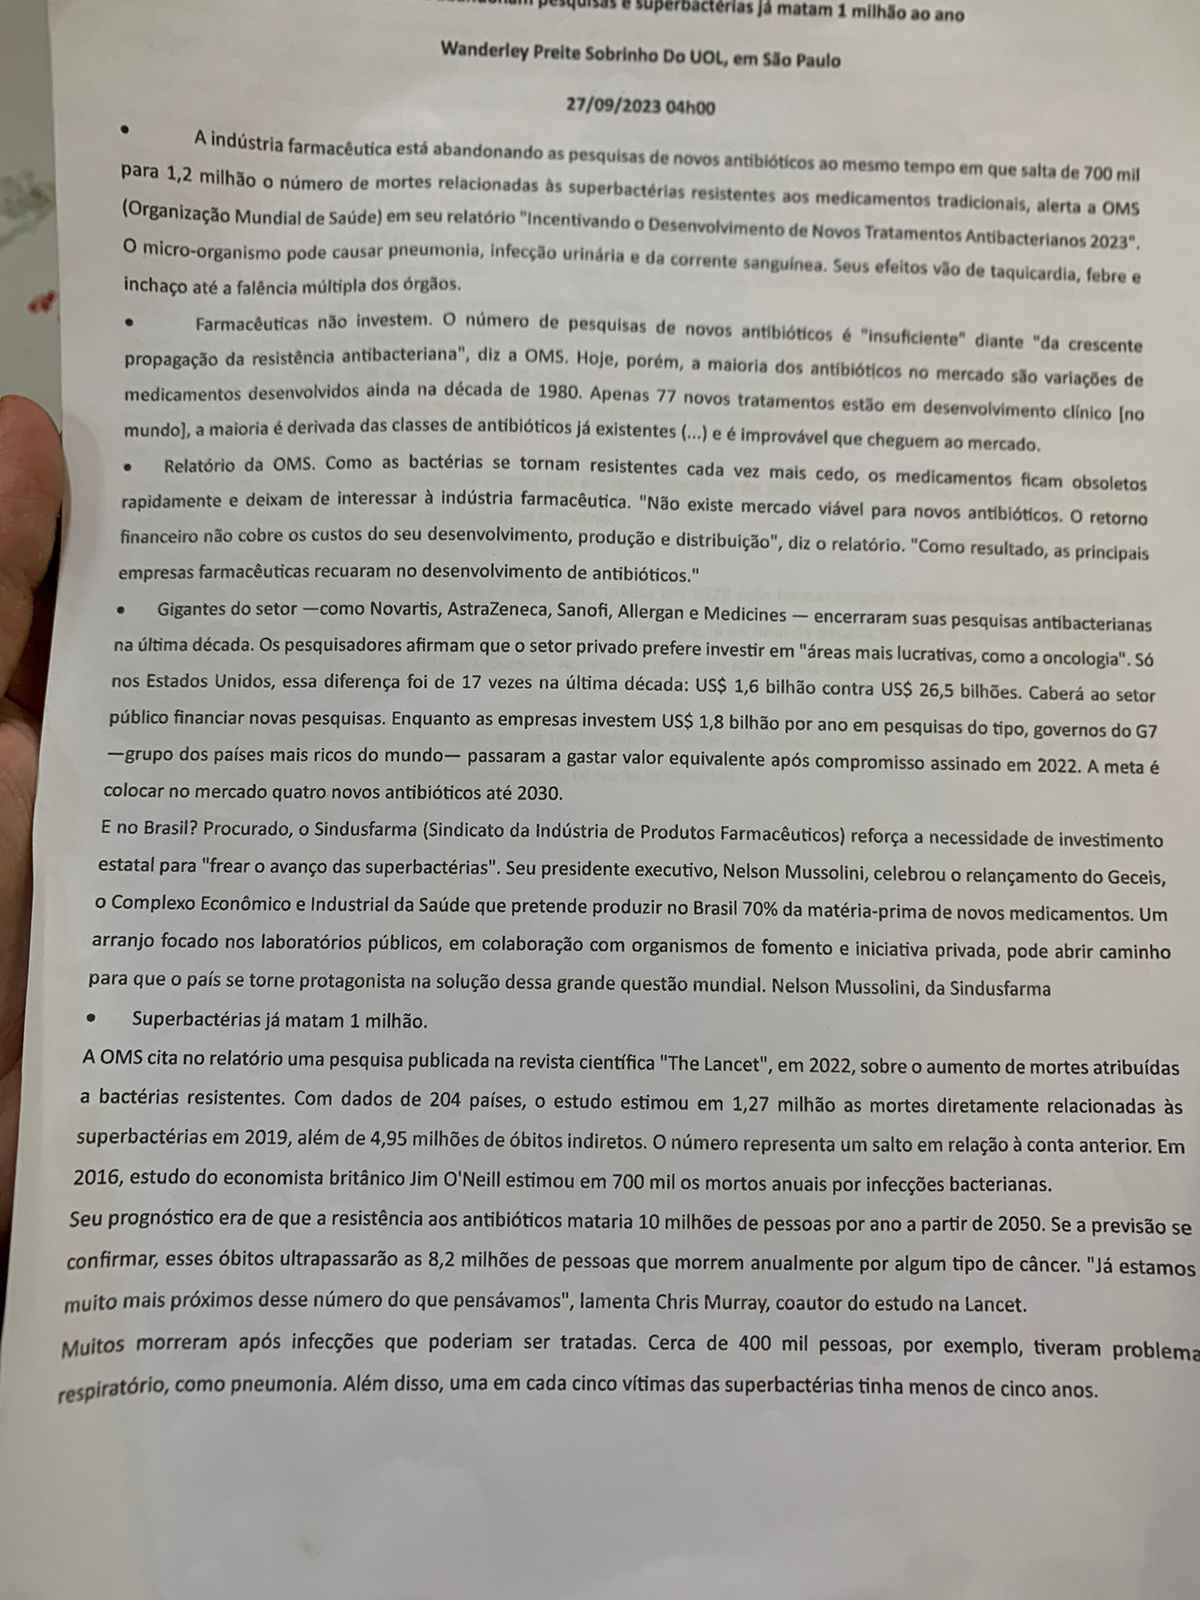 pesquisas e superbactérias já matam 1 milhão ao ano
Wanderley Preite Sobrinho Do UOL, em São Paulo
27/09/2023 04h00
• A indústria farmacêutica está abandonando as pesquisas de novos antibióticos ao mesmo tempo em que salta de 700 mil
para 1,2 milhão o número de mortes relacionadas às superbactérias resistentes aos medicamentos tradicionais, alerta a OMS
(Organização Mundial de Saúde) em seu relatório "Incentivando o Desenvolvimento de Novos Tratamentos Antibacterianos 2023".
O micro-organismo pode causar pneumonia, infecção urinária e da corrente sanguínea. Seus efeitos vão de taquicardia, febre e
inchaço até a falência múltipla dos órgãos.
• Farmacêuticas não investem. O número de pesquisas de novos antibióticos é "insuficiente" diante "da crescente
propagação da resistência antibacteriana", diz a OMS. Hoje, porém, a maioria dos antibióticos no mercado são variações de
medicamentos desenvolvidos ainda na década de 1980. Apenas 77 novos tratamentos estão em desenvolvimento clínico [no
mundo], a maioria é derivada das classes de antibióticos já existentes (...) e é improvável que cheguem ao mercado.
• Relatório da OMS. Como as bactérias se tornam resistentes cada vez mais cedo, os medicamentos ficam obsoletos
rapidamente e deixam de interessar à indústria farmacêutica. "Não existe mercado viável para novos antibióticos. O retorno
financeiro não cobre os custos do seu desenvolvimento, produção e distribuição", diz o relatório. "Como resultado, as principais
empresas farmacêuticas recuaram no desenvolvimento de antibióticos."
• Gigantes do setor —como Novartis, AstraZeneca, Sanofi, Allergan e Medicines — encerraram suas pesquisas antibacterianas
na última década. Os pesquisadores afirmam que o setor privado prefere investir em "áreas mais lucrativas, como a oncologia". Só
nos Estados Unidos, essa diferença foi de 17 vezes na última década: US$ 1,6 bilhão contra US$ 26,5 bilhões. Caberá ao setor
público financiar novas pesquisas. Enquanto as empresas investem US$ 1,8 bilhão por ano em pesquisas do tipo, governos do G7
—grupo dos países mais ricos do mundo— passaram a gastar valor equivalente após compromisso assinado em 2022. A meta é
colocar no mercado quatro novos antibióticos até 2030.
E no Brasil? Procurado, o Sindusfarma (Sindicato da Indústria de Produtos Farmacêuticos) reforça a necessidade de investimento
estatal para "frear o avanço das superbactérias". Seu presidente executivo, Nelson Mussolini, celebrou o relançamento do Geceis,
o Complexo Econômico e Industrial da Saúde que pretende produzir no Brasil 70% da matéria-prima de novos medicamentos. Um
arranjo focado nos laboratórios públicos, em colaboração com organismos de fomento e iniciativa privada, pode abrir caminho
para que o país se torne protagonista na solução dessa grande questão mundial. Nelson Mussolini, da Sindusfarma
• Superbactérias já matam 1 milhão.
A OMS cita no relatório uma pesquisa publicada na revista científica "The Lancet", em 2022, sobre o aumento de mortes atribuídas
a bactérias resistentes. Com dados de 204 países, o estudo estimou em 1,27 milhão as mortes diretamente relacionadas às
superbactérias em 2019, além de 4,95 milhões de óbitos indiretos. O número representa um salto em relação à conta anterior. Em
2016, estudo do economista britânico Jim O'Neill estimou em 700 mil os mortos anuais por infecções bacterianas.
Seu prognóstico era de que a resistência aos antibióticos mataria 10 milhões de pessoas por ano a partir de 2050. Se a previsão se
confirmar, esses óbitos ultrapassarão as 8,2 milhões de pessoas que morrem anualmente por algum tipo de câncer. "Já estamos
muito mais próximos desse número do que pensávamos", lamenta Chris Murray, coautor do estudo na Lancet.
Muitos morreram após infecções que poderiam ser tratadas. Cerca de 400 mil pessoas, por exemplo, tiveram problema
respiratório, como pneumonia. Além disso, uma em cada cinco vítimas das superbactérias tinha menos de cinco anos.